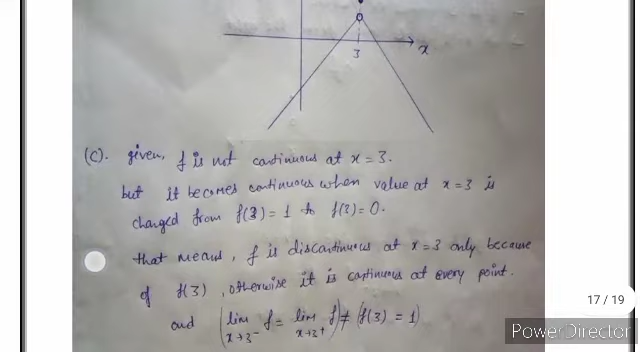 x
3
(C). given, f is not continuous at x = 3.
but it becomes continuous when value at x = 3 is
changed from f(3) = 1 to f(3) = 0.
that means, f is discontinuous at x = 3 only because
of f(3), otherwise it is continuous at every point.
and ( lim x→3⁻ f = lim x→3⁺ f ) ≠ (f(3) = 1)
17 / 19
PowerDirector